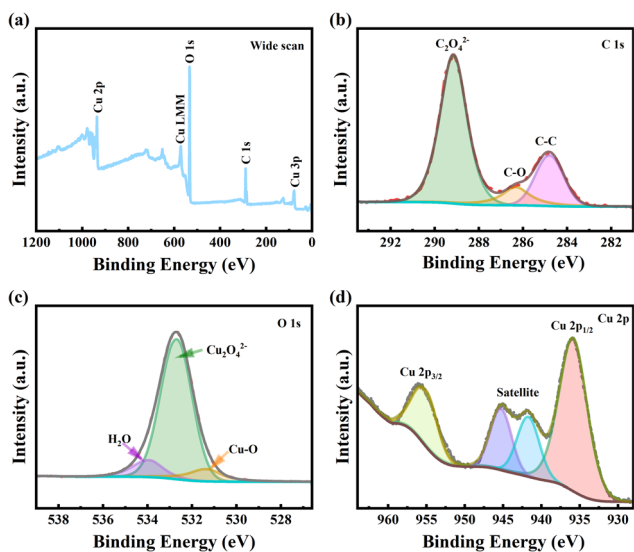 (a)
Wide scan
O 1s
Cu 2p
Cu LMM
C 1s
Cu 3p
Intensity (a.u.)
1200 1000 800 600 400 200 0
Binding Energy (eV)
(b)
C 1s
C₂O₄²⁻
C-O
C-C
Intensity (a.u.)
292 290 288 286 284 282
Binding Energy (eV)
(c)
O 1s
Cu₂O₄²⁻
H₂O
Cu-O
Intensity (a.u.)
538 536 534 532 530 528
Binding Energy (eV)
(d)
Cu 2p
Cu 2p₁/₂
Cu 2p₃/₂
Satellite
Intensity (a.u.)
960 955 950 945 940 935 930
Binding Energy (eV)